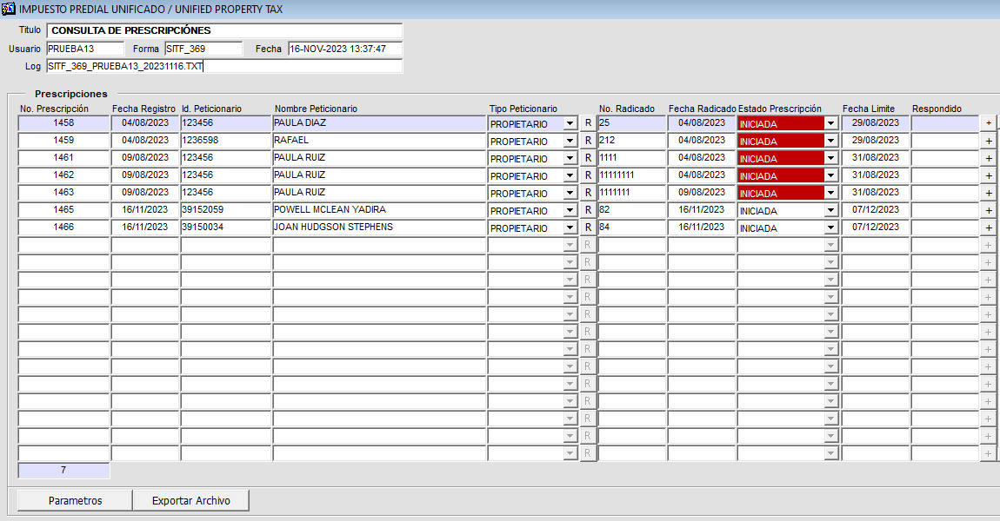 IMPUESTO PREDIAL UNIFICADO / UNIFIED PROPERTY TAX
Titulo CONSULTA DE PRESCRIPCIÓNES
Usuario PRUEBA13 Forma SITF_369 Fecha 16-NOV-2023 13:37:47
Log SITF_369_PRUEBA13_20231116.TXT
Prescripciones
No. Prescripción Fecha Registro Id. Peticionario Nombre Peticionario Tipo Peticionario No. Radicado Fecha Radicado Estado Prescripción Fecha Limite Respondido
1458 04/08/2023 123456 PAULA DIAZ PROPIETARIO R 25 04/08/2023 INICIADA 29/08/2023 +
1459 04/08/2023 1236598 RAFAEL PROPIETARIO R 212 04/08/2023 INICIADA 29/08/2023 +
1461 09/08/2023 123456 PAULA RUIZ PROPIETARIO R 1111 04/08/2023 INICIADA 31/08/2023 +
1462 09/08/2023 123456 PAULA RUIZ PROPIETARIO R 11111111 04/08/2023 INICIADA 31/08/2023 +
1463 09/08/2023 123456 PAULA RUIZ PROPIETARIO R 1111111 09/08/2023 INICIADA 31/08/2023 +
1465 16/11/2023 39152059 POWELL MCLEAN YADIRA PROPIETARIO R 82 16/11/2023 INICIADA 07/12/2023 +
1466 16/11/2023 39150034 JOAN HUDGSON STEPHENS PROPIETARIO R 84 16/11/2023 INICIADA 07/12/2023 +
R +
R +
R +
R +
R +
R +
R +
R +
R +
R +
R +
R +
R +
7
Parametros Exportar Archivo